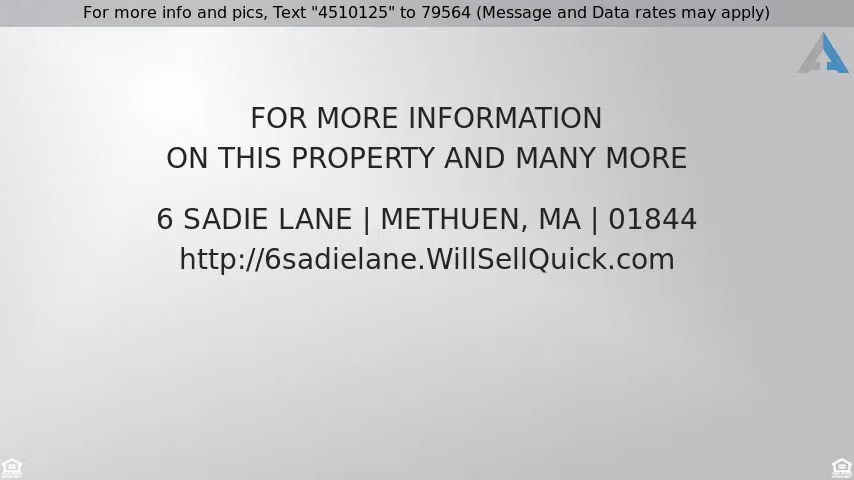 For more info and pics, Text "4510125" to 79564 (Message and Data rates may apply)
FOR MORE INFORMATION
ON THIS PROPERTY AND MANY MORE
6 SADIE LANE | METHUEN, MA | 01844
http://6sadielane.WillSellQuick.com